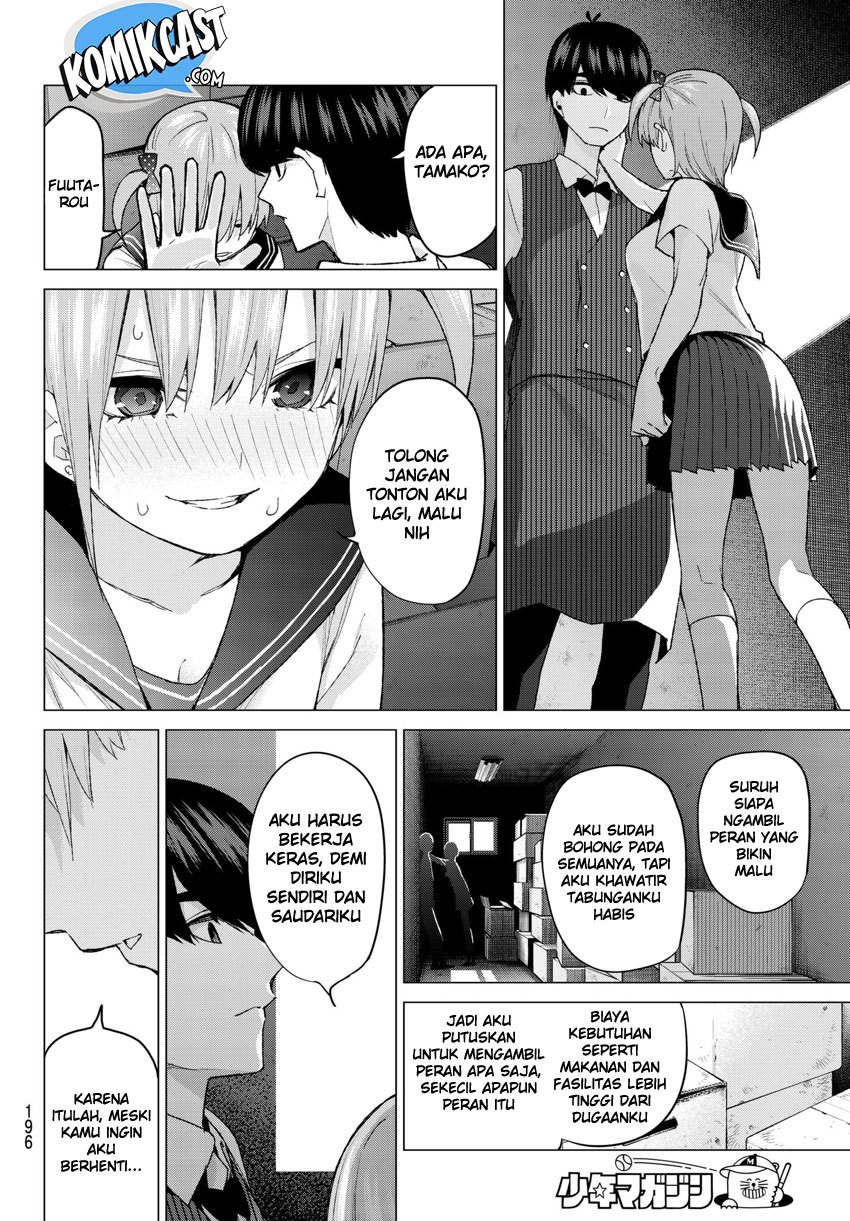 KOMIKCAST
.COM
ADA APA,
TAMAKO?
FUUTA-
ROU
TOLONG
JANGAN
TONTON AKU
LAGI, MALU
NIH
SURUH
SIAPA
NGAMBIL
PERAN YANG
BIKIN
MALU
AKU SUDAH
BOHONG PADA
SEMUANYA, TAPI
AKU KHAWATIR
TABUNGANKU
HABIS
BIAYA
KEBUTUHAN
SEPERTI
MAKANAN DAN
FASILITAS LEBIH
TINGGI DARI
DUGAANKU
JADI AKU
PUTUSKAN
UNTUK MENGAMBIL
PERAN APA SAJA,
SEKECIL APAPUN
PERAN ITU
AKU HARUS
BEKERJA
KERAS, DEMI
DIRIKU
SENDIRI DAN
SAUDARIKU
KARENA
ITULAH, MESKI
KAMU INGIN
AKU
BERHENTI...
196
少年マガジン
M